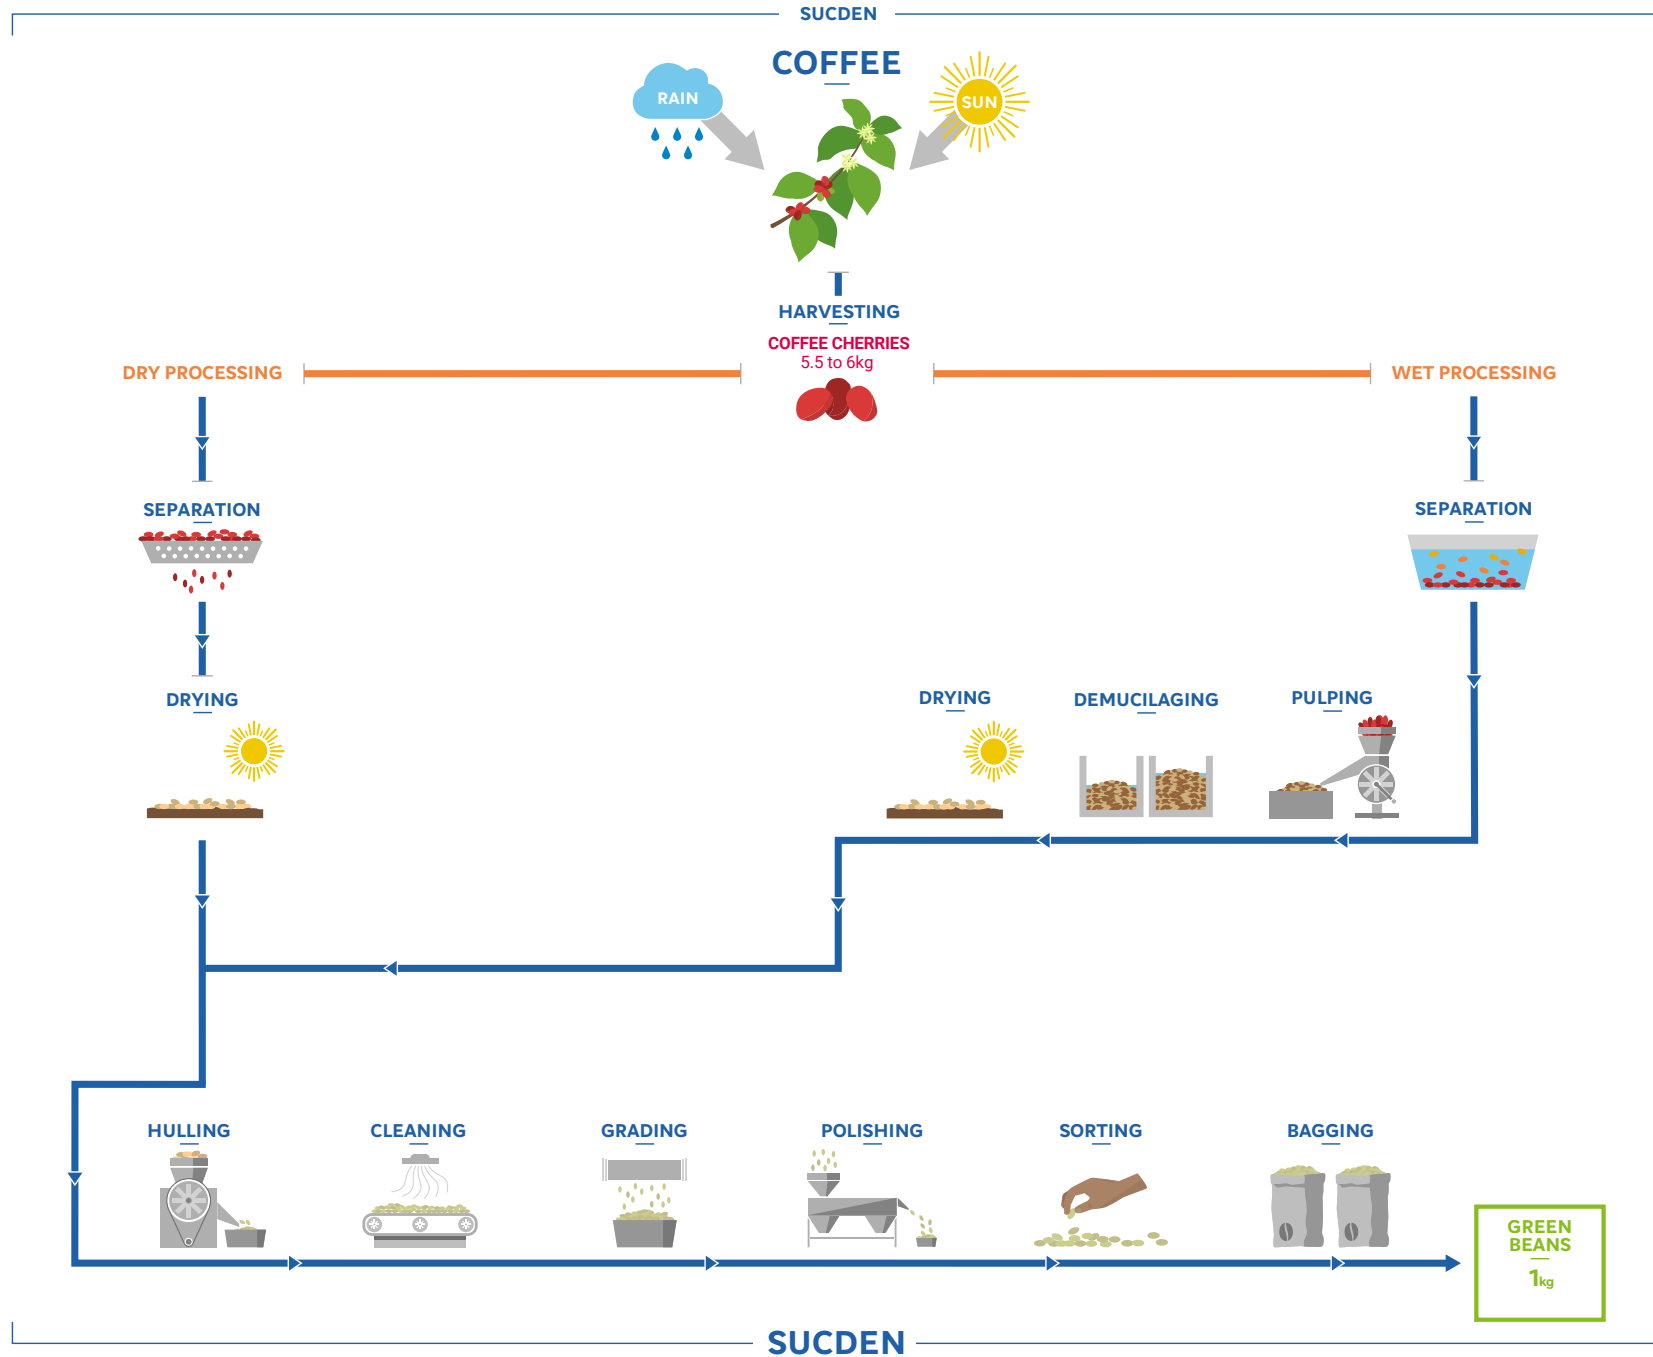 SUCDEN
COFFEE
RAIN
SUN
HARVESTING
COFFEE CHERRIES
5.5 to 6kg
DRY PROCESSING
WET PROCESSING
SEPARATION
SEPARATION
DRYING
DRYING
DEMUCILAGING
PULPING
HULLING
CLEANING
GRADING
POLISHING
SORTING
BAGGING
GREEN
BEANS
1kg
SUCDEN